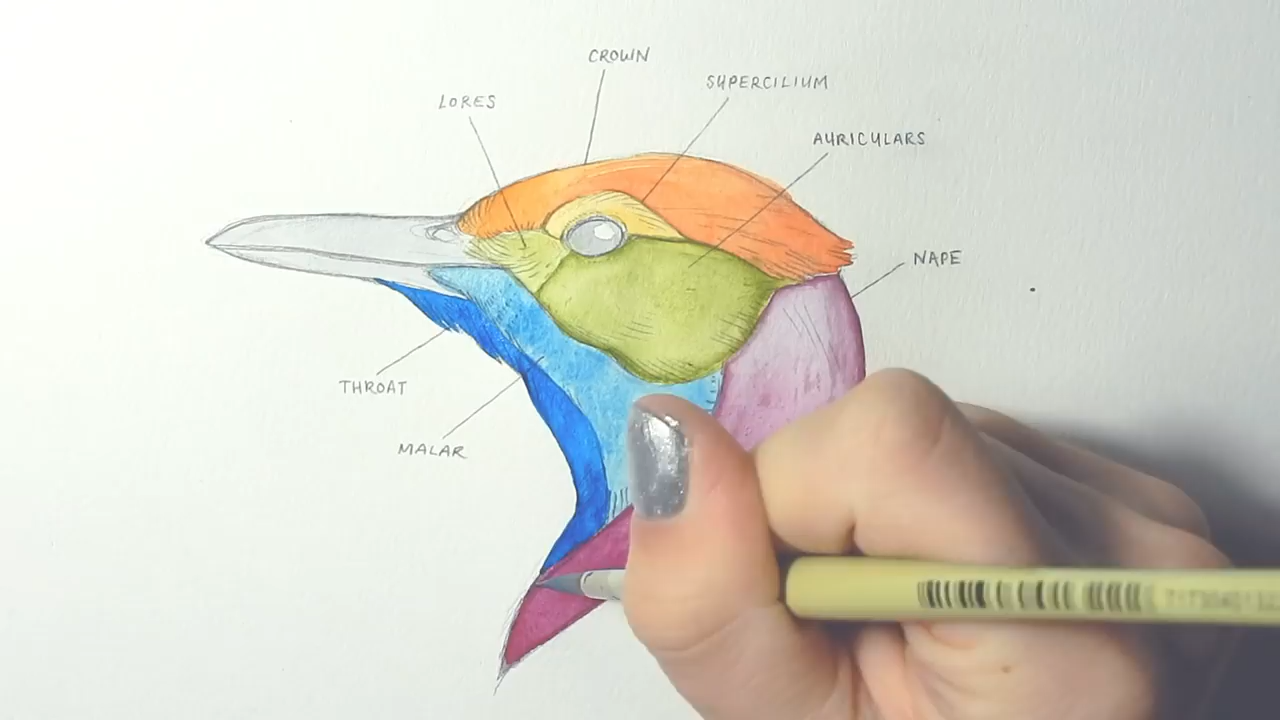 CROWN
SUPERCILIUM
LORES
AURICULARS
NAPE
THROAT
MALAR